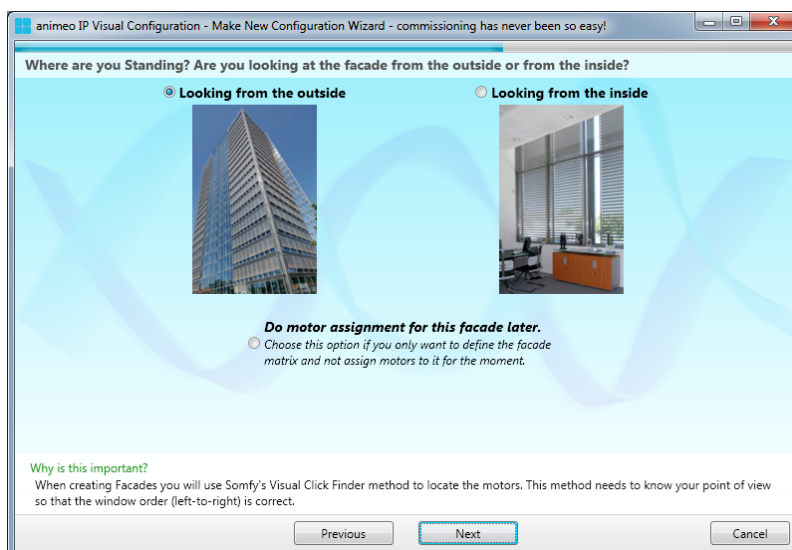 animeo IP Visual Configuration - Make New Configuration Wizard - commissioning has never been so easy!
Where are you Standing? Are you looking at the facade from the outside or from the inside?
Looking from the outside
Looking from the inside
Do motor assignment for this facade later.
Choose this option if you only want to define the facade
matrix and not assign motors to it for the moment.
Why is this important?
When creating Facades you will use Somfy's Visual Click Finder method to locate the motors. This method needs to know your point of view
so that the window order (left-to-right) is correct.
Previous
Next
Cancel